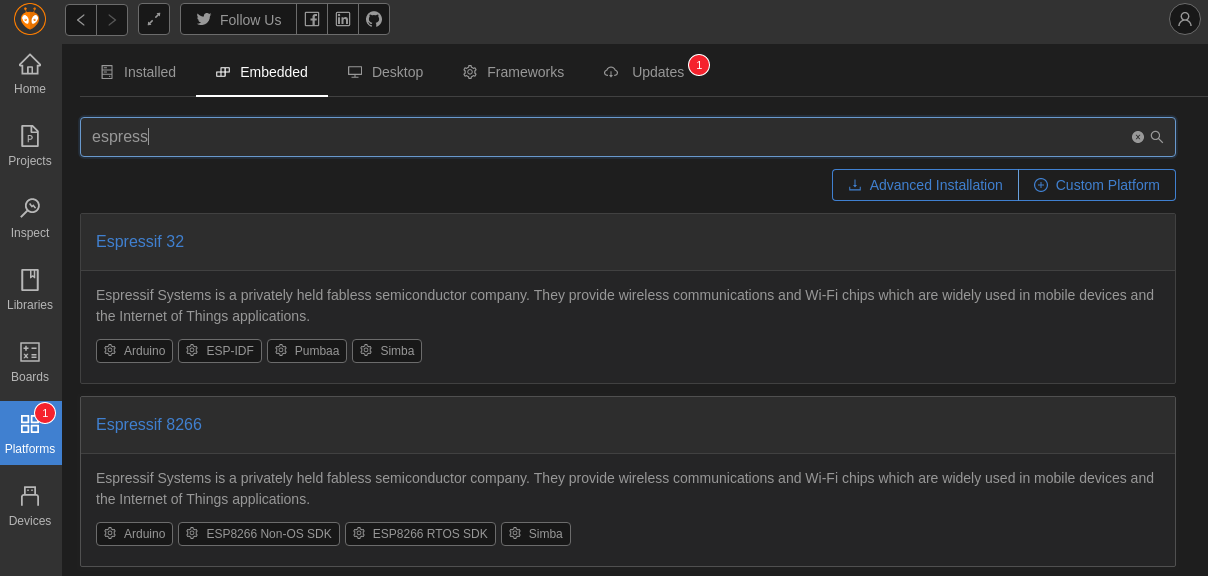 Follow Us
Home
Projects
Inspect
Libraries
Boards
1
Platforms
Devices
Installed
Embedded
Desktop
Frameworks
Updates 1
espress
Advanced Installation
Custom Platform
Espressif 32
Espressif Systems is a privately held fabless semiconductor company. They provide wireless communications and Wi-Fi chips which are widely used in mobile devices and
the Internet of Things applications.
Arduino ESP-IDF Pumbaa Simba
Espressif 8266
Espressif Systems is a privately held fabless semiconductor company. They provide wireless communications and Wi-Fi chips which are widely used in mobile devices and
the Internet of Things applications.
Arduino ESP8266 Non-OS SDK ESP8266 RTOS SDK Simba